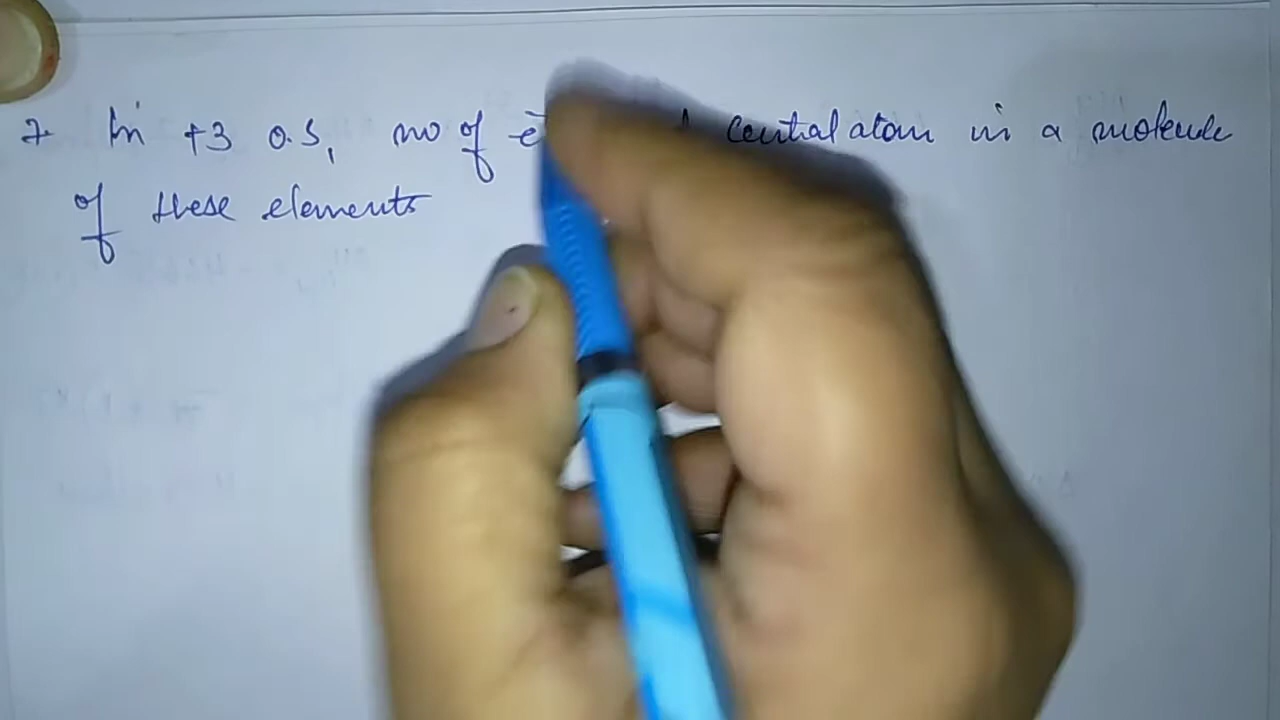 7. In +3 O.S, no of e central atom in a molecule
of these elements